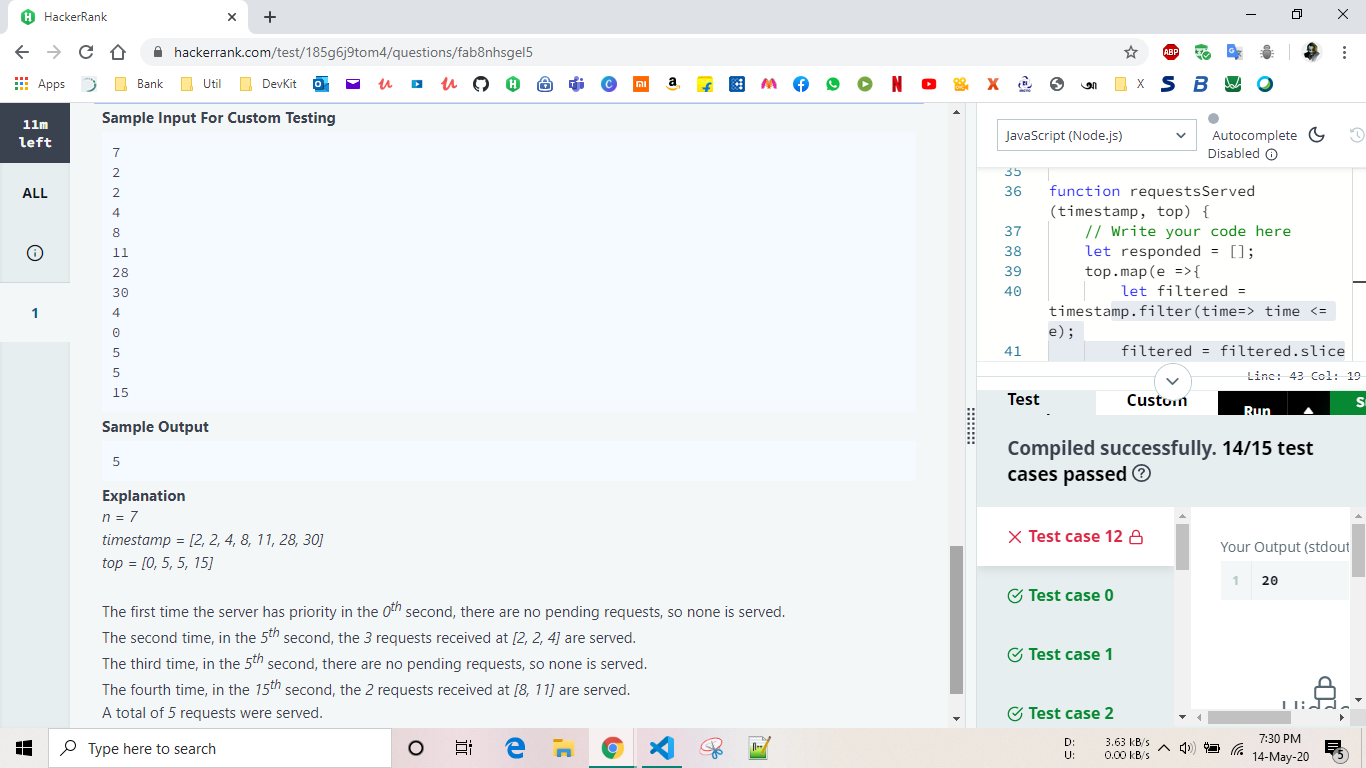 HackerRank
hackerrank.com/test/185g6j9tom4/questions/fab8nhsgel5
ABP
Apps
Bank
Util
DevKit
X
11m
left
ALL
1
Sample Input For Custom Testing
7
2
2
4
8
11
28
30
4
0
5
5
15
Sample Output
5
Explanation
n = 7
timestamp = [2, 2, 4, 8, 11, 28, 30]
top = [0, 5, 5, 15]
The first time the server has priority in the 0th second, there are no pending requests, so none is served.
The second time, in the 5th second, the 3 requests received at [2, 2, 4] are served.
The third time, in the 5th second, there are no pending requests, so none is served.
The fourth time, in the 15th second, the 2 requests received at [8, 11] are served.
A total of 5 requests were served.
JavaScript (Node.js)
Autocomplete
Disabled
35
36 function requestsServed
(timestamp, top) {
37 // Write your code here
38 let responded = [];
39 top.map(e =>{
40 let filtered =
timestamp.filter(time=> time <=
e);
41 filtered = filtered.slice
Line: 43 Col: 19
Test
Custom
Run
S
Compiled successfully. 14/15 test
cases passed
Test case 12
Test case 0
Test case 1
Test case 2
Your Output (stdout
1 20
Type here to search
D: 3.63 kB/s
U: 0.00 kB/s
7:30 PM
14-May-20
5